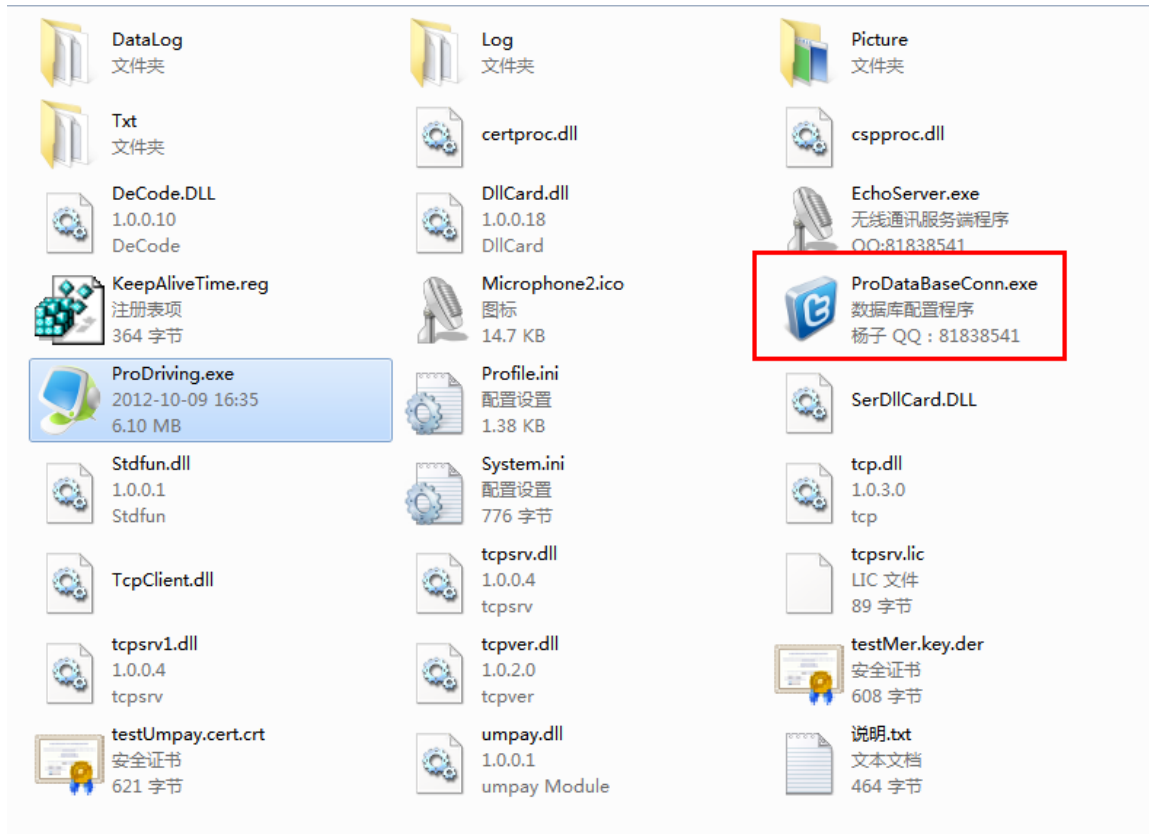 DataLog
文件夹
Log
文件夹
Picture
文件夹
Txt
文件夹
certproc.dll
cspproc.dll
DeCode.DLL
1.0.0.10
DeCode
DllCard.dll
1.0.0.18
DllCard
EchoServer.exe
无线通讯服务端程序
QQ:81838541
KeepAliveTime.reg
注册表项
364 字节
Microphone2.ico
图标
14.7 KB
ProDataBaseConn.exe
数据库配置程序
杨子 QQ：81838541
ProDriving.exe
2012-10-09 16:35
6.10 MB
Profile.ini
配置设置
1.38 KB
SerDllCard.DLL
Stdfun.dll
1.0.0.1
Stdfun
System.ini
配置设置
776 字节
tcp.dll
1.0.3.0
tcp
TcpClient.dll
tcpsrv.dll
1.0.0.4
tcpsrv
tcpsrv.lic
LIC 文件
89 字节
tcpsrv1.dll
1.0.0.4
tcpsrv
tcpver.dll
1.0.2.0
tcpver
testMer.key.der
安全证书
608 字节
testUmpay.cert.crt
安全证书
621 字节
umpay.dll
1.0.0.1
umpay Module
说明.txt
文本文档
464 字节